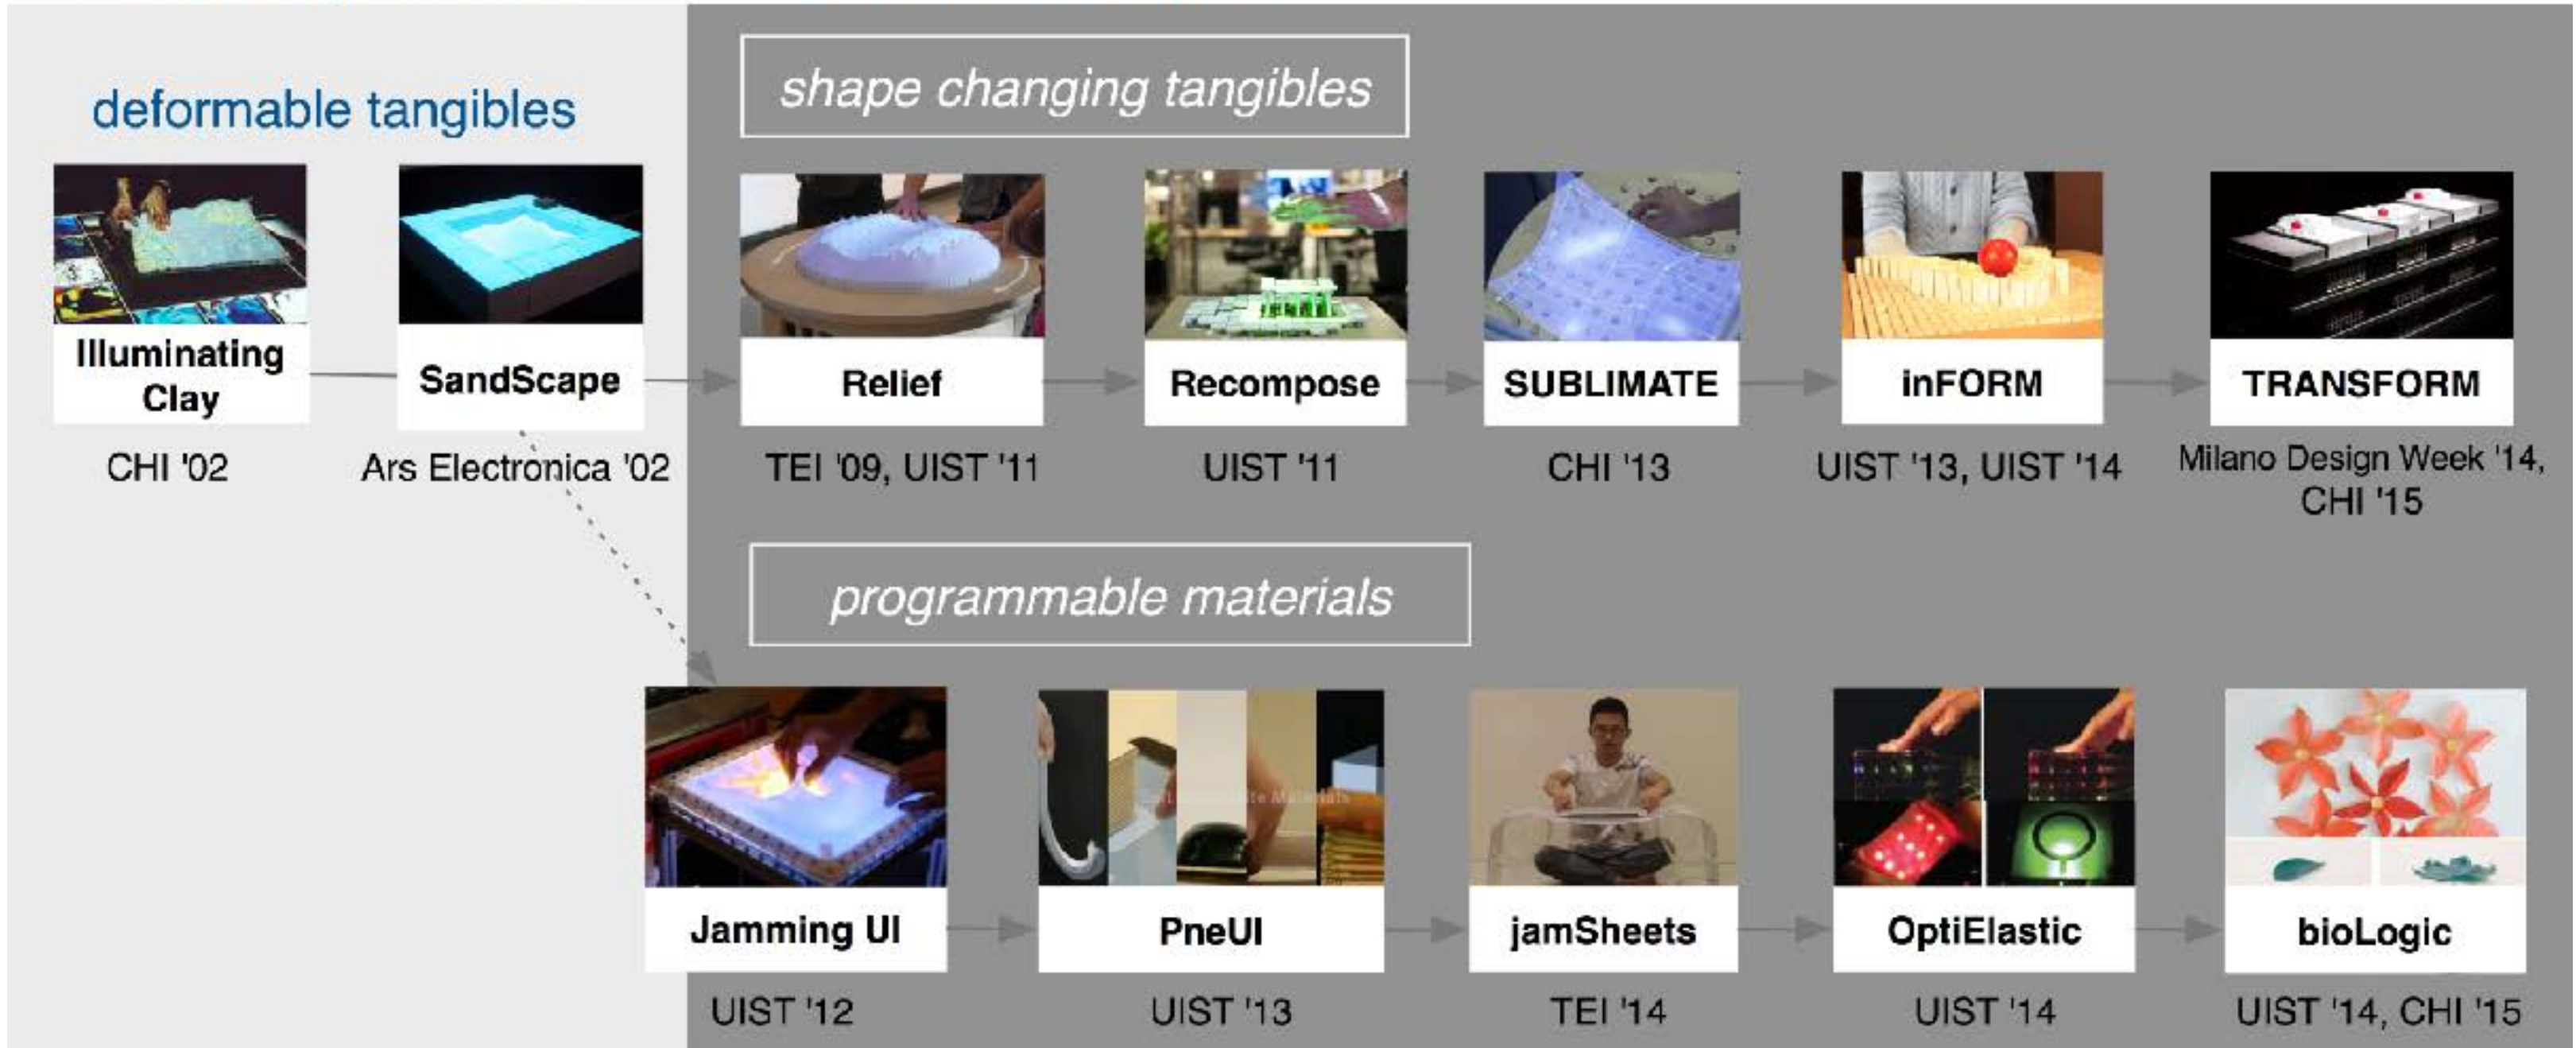 deformable tangibles
shape changing tangibles
Illuminating
Clay
SandScape
Relief
Recompose
SUBLIMATE
inFORM
TRANSFORM
CHI '02
Ars Electronica '02
TEI '09, UIST '11
UIST '11
CHI '13
UIST '13, UIST '14
Milano Design Week '14,
CHI '15
programmable materials
Jamming UI
PneUI
jamSheets
OptiElastic
bioLogic
UIST '12
UIST '13
TEI '14
UIST '14
UIST '14, CHI '15